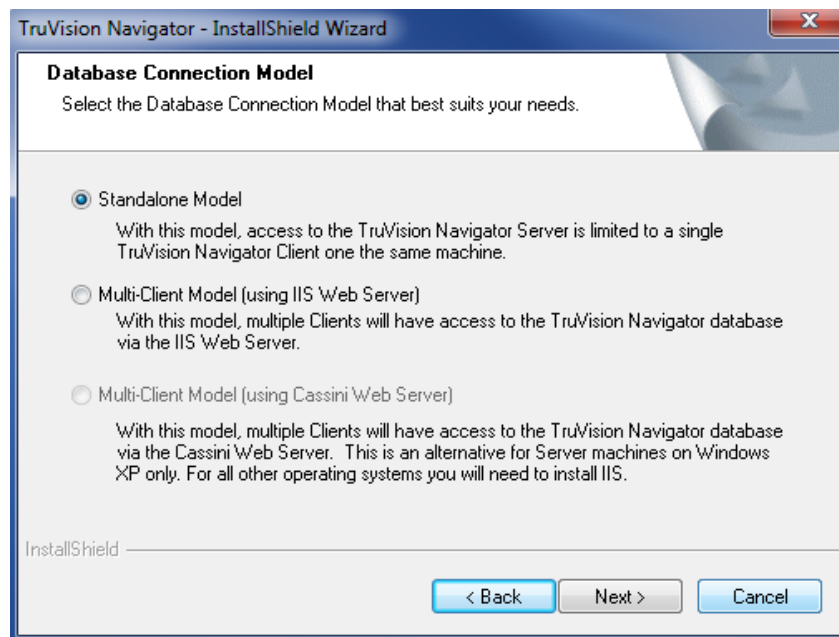 TruVision Navigator - InstallShield Wizard
Database Connection Model
Select the Database Connection Model that best suits your needs.
Standalone Model
With this model, access to the TruVision Navigator Server is limited to a single
TruVision Navigator Client one the same machine.
Multi-Client Model (using IIS Web Server)
With this model, multiple Clients will have access to the TruVision Navigator database
via the IIS Web Server.
Multi-Client Model (using Cassini Web Server)
With this model, multiple Clients will have access to the TruVision Navigator database
via the Cassini Web Server. This is an alternative for Server machines on Windows
XP only. For all other operating systems you will need to install IIS.
InstallShield
< Back Next > Cancel